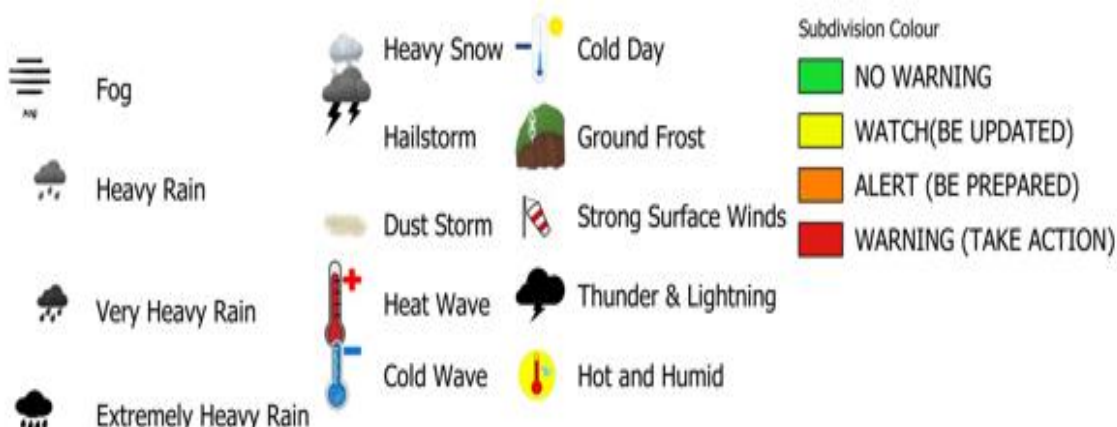 Fog
Heavy Rain
Very Heavy Rain
Extremely Heavy Rain
Heavy Snow
Hailstorm
Dust Storm
Heat Wave
Cold Wave
Cold Day
Ground Frost
Strong Surface Winds
Thunder & Lightning
Hot and Humid
Subdivision Colour
NO WARNING
WATCH(BE UPDATED)
ALERT (BE PREPARED)
WARNING (TAKE ACTION)